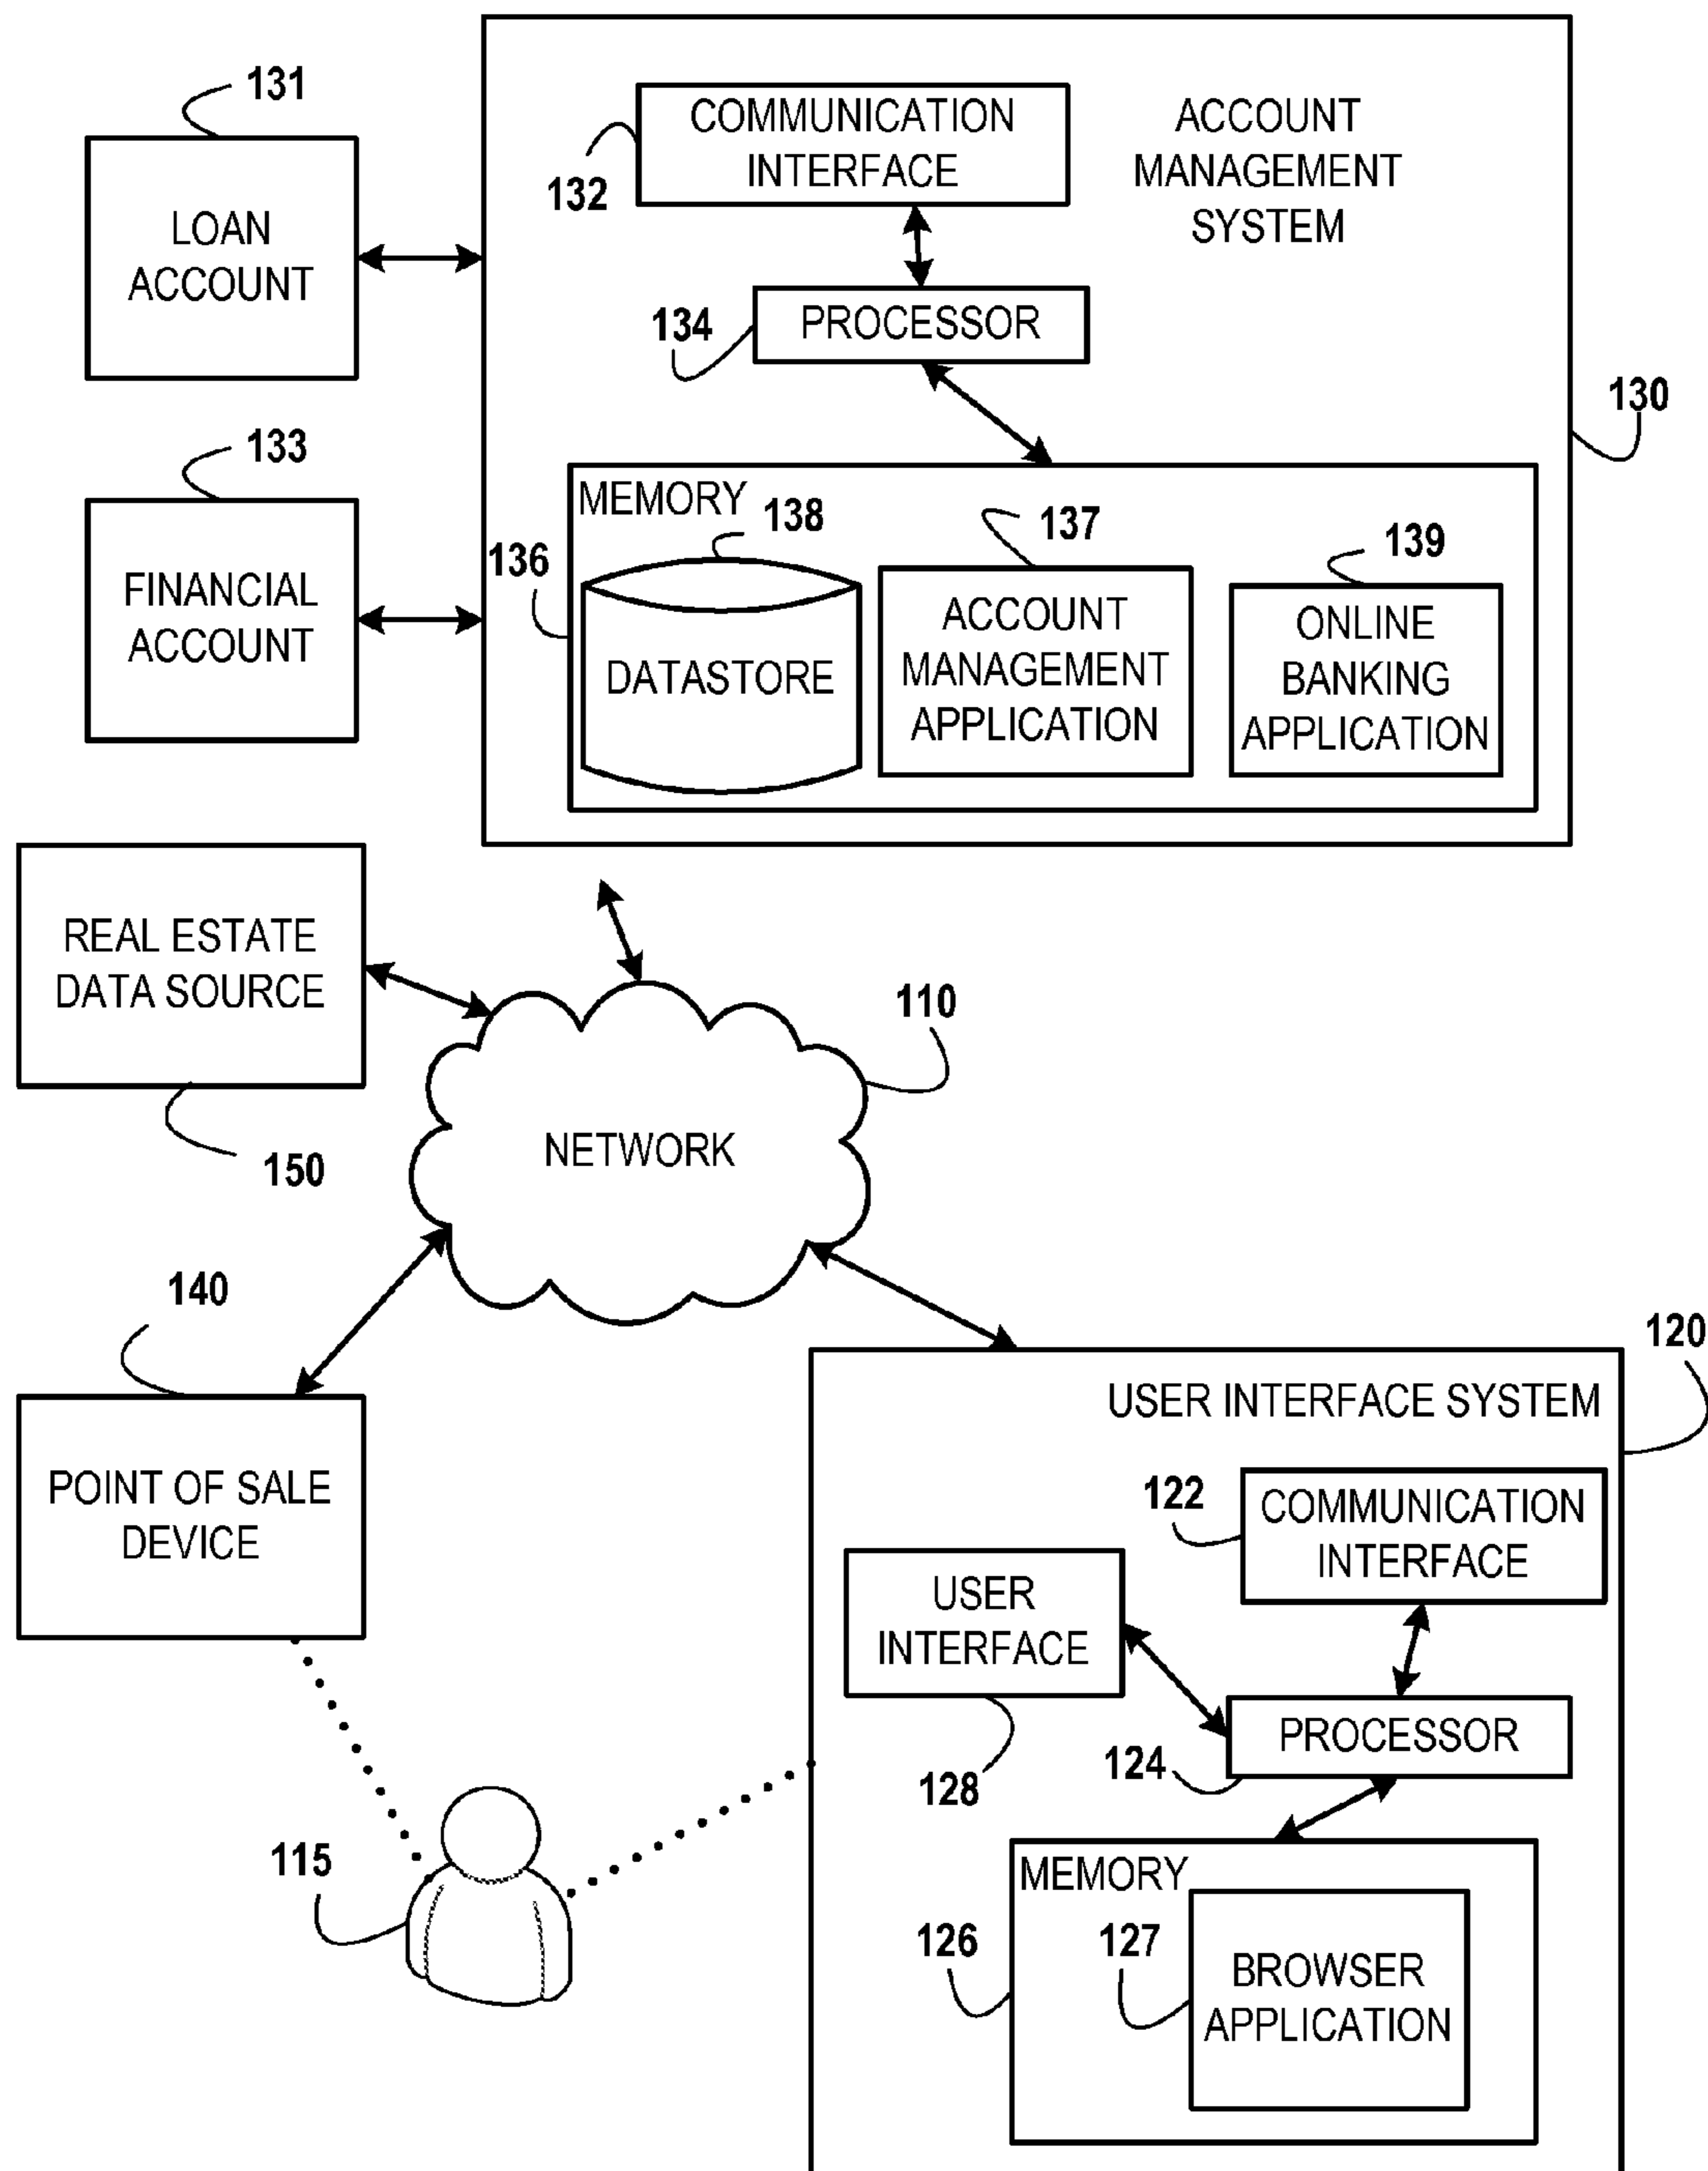 131
LOAN
ACCOUNT
133
FINANCIAL
ACCOUNT
COMMUNICATION
INTERFACE
132
ACCOUNT
MANAGEMENT
SYSTEM
134
PROCESSOR
130
MEMORY
136
138
DATASTORE
137
ACCOUNT
MANAGEMENT
APPLICATION
139
ONLINE
BANKING
APPLICATION
REAL ESTATE
DATA SOURCE
150
110
NETWORK
140
POINT OF SALE
DEVICE
120
USER INTERFACE SYSTEM
122
COMMUNICATION
INTERFACE
USER
INTERFACE
128
124
PROCESSOR
115
MEMORY
126
127
BROWSER
APPLICATION